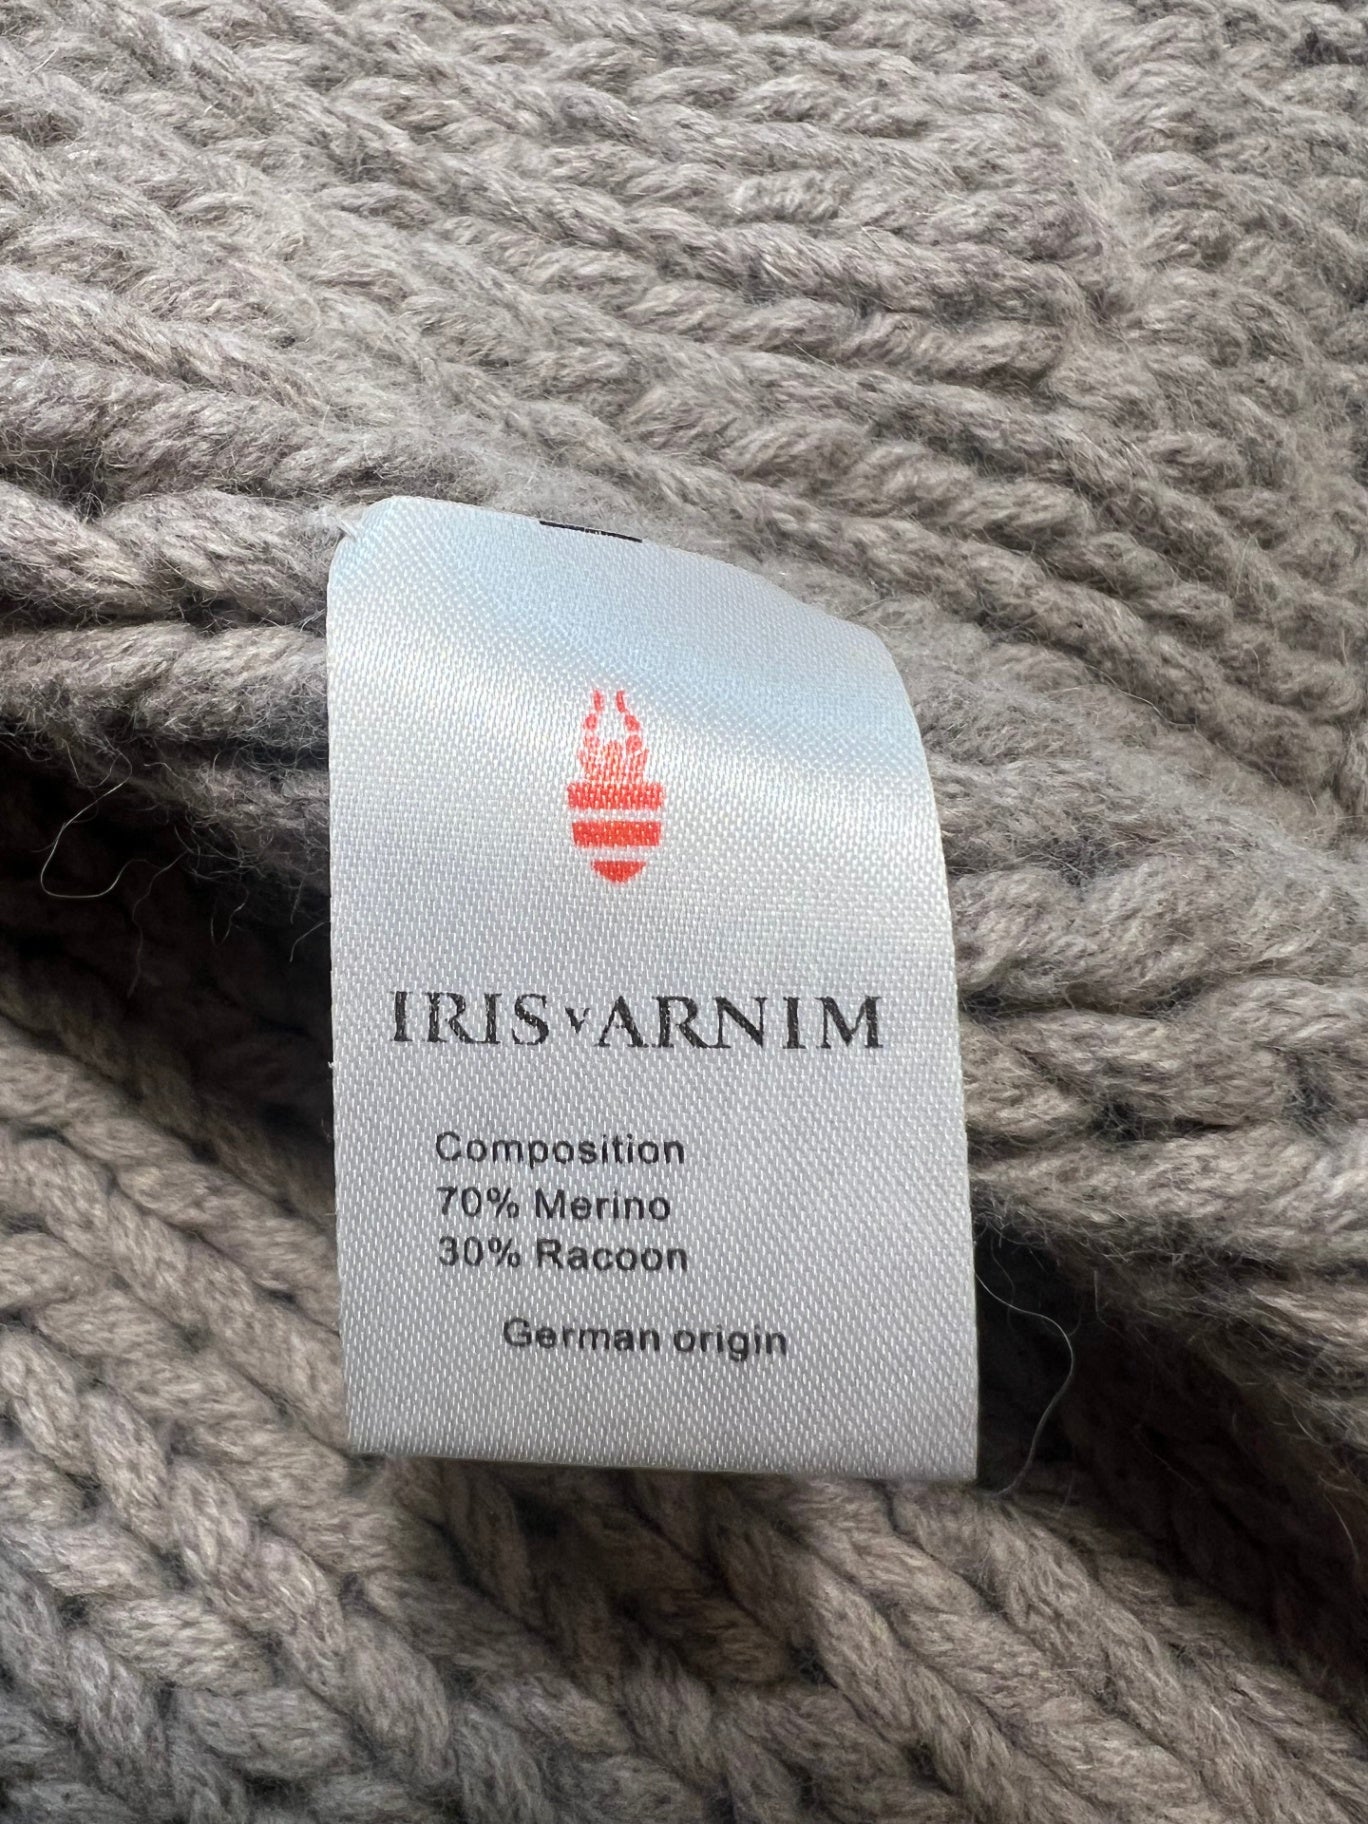 IRIS v ARNIM
Composition
70% Merino
30% Racoon
German origin